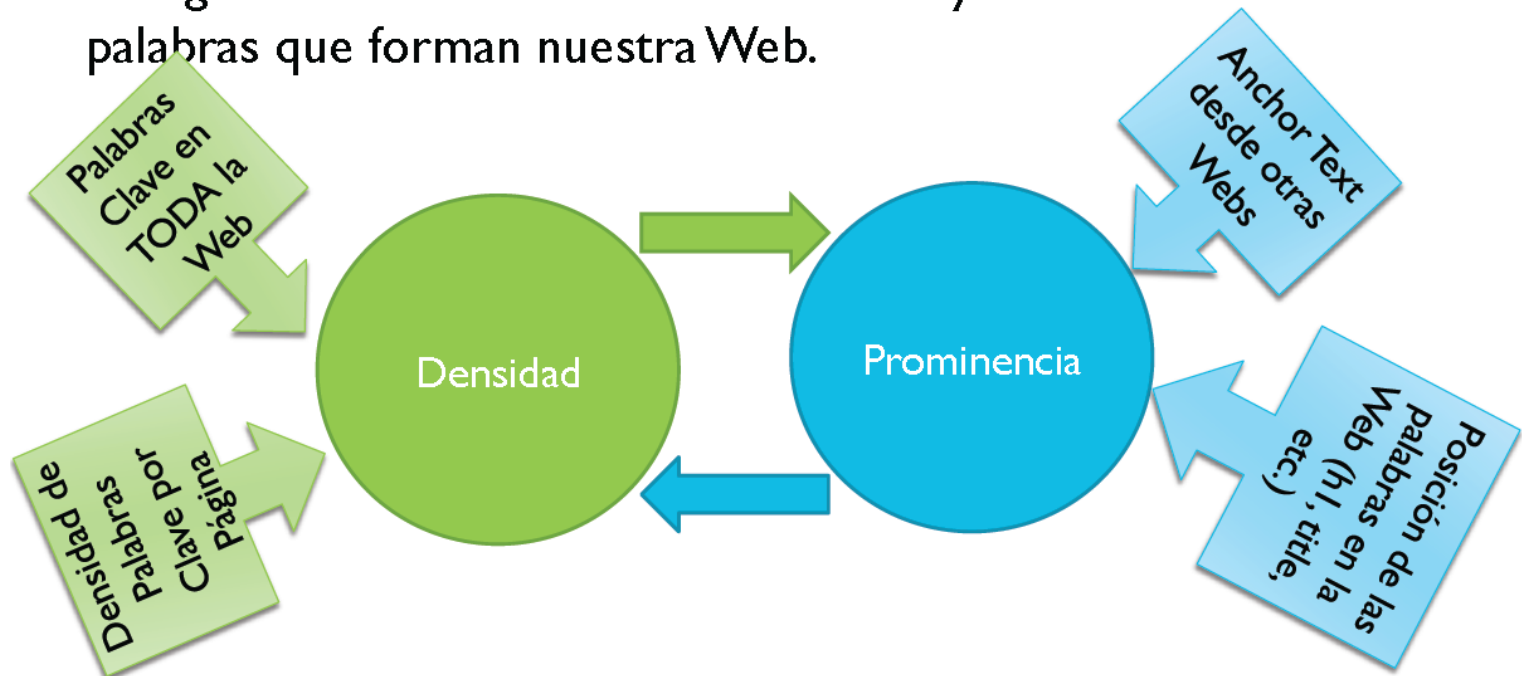 palabras que forman nuestra Web.
Palabras
Clave en
TODA la
Web
Densidad de
Palabras
Clave por
Página
Densidad
Prominencia
Anchor Text
desde otras
Webs
Posición de las
palabras en la
Web (h1, title,
etc.)